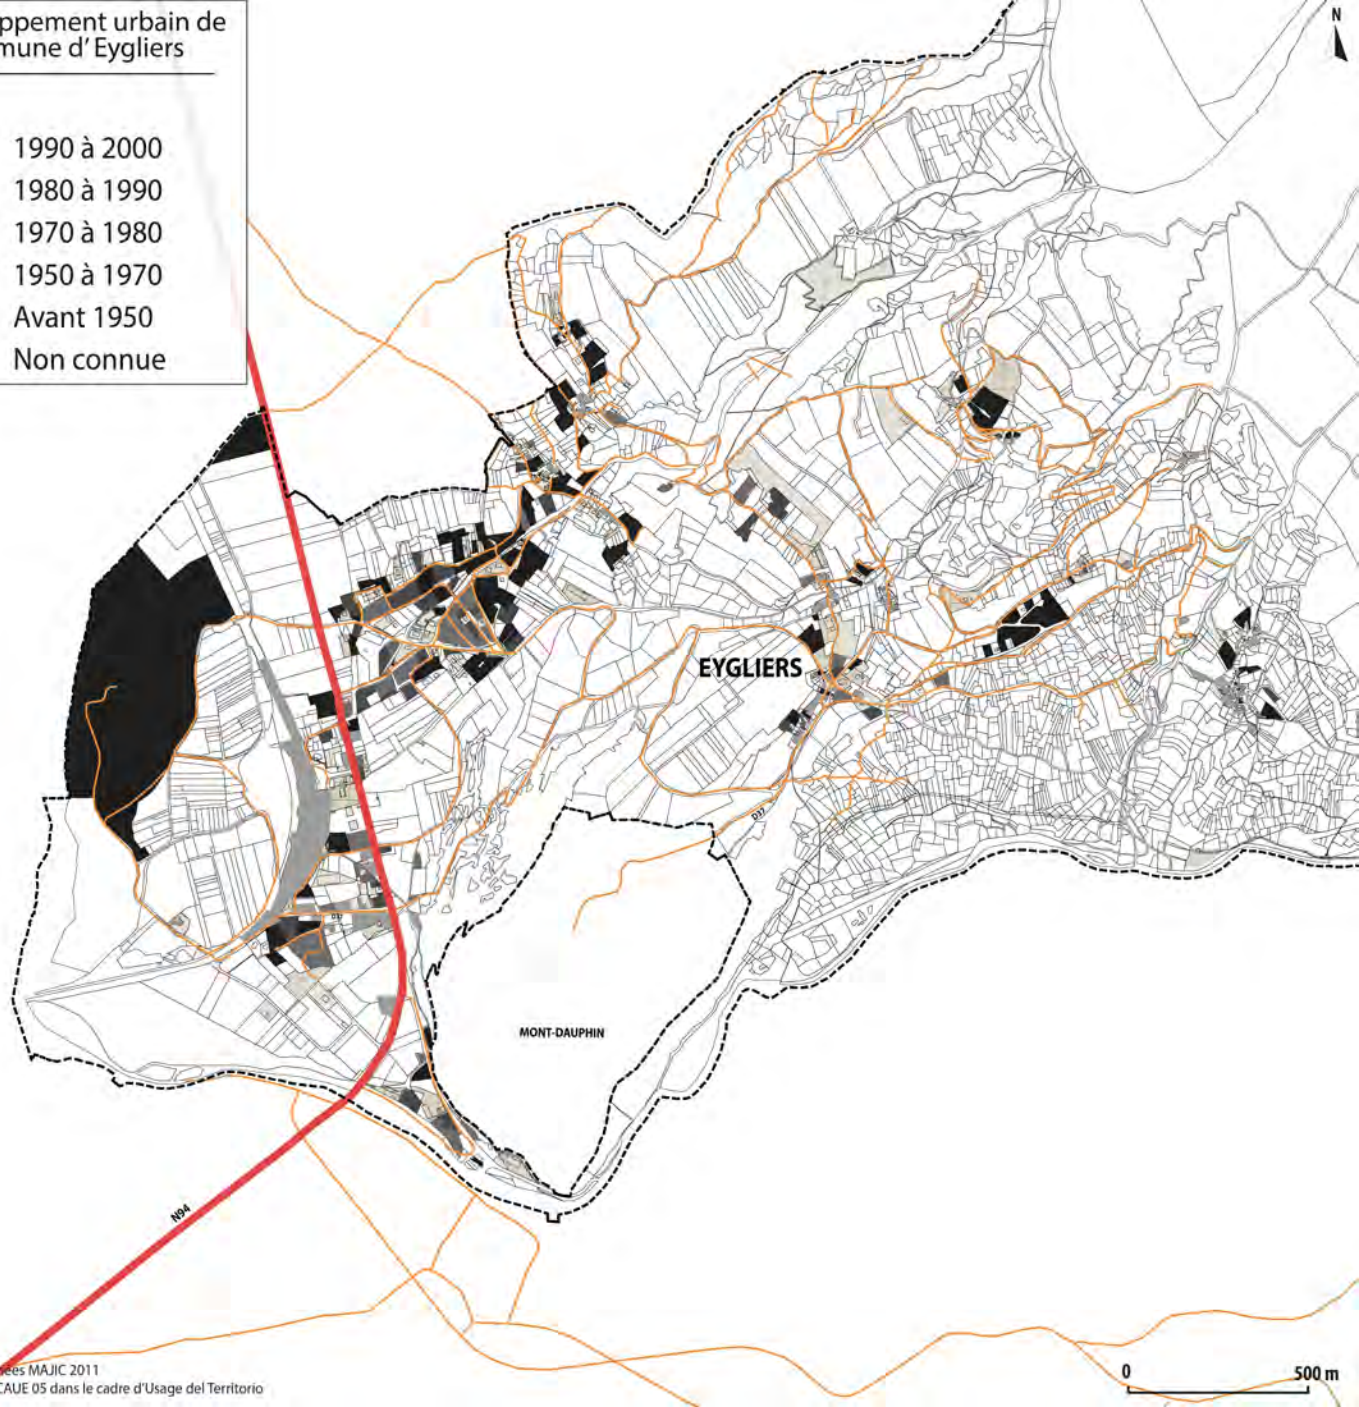 ppement urbain de
mune d' Eygliers
1990 à 2000
1980 à 1990
1970 à 1980
1950 à 1970
Avant 1950
Non connue
N
EYGLIERS
D37
D37
MONT-DAUPHIN
N94
ées MAJIC 2011
CAUE 05 dans le cadre d'Usage del Territorio
0
500 m